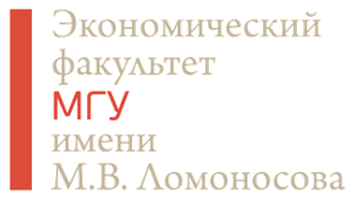 Экономический
факультет
МГУ
имени
М.В. Ломоносова